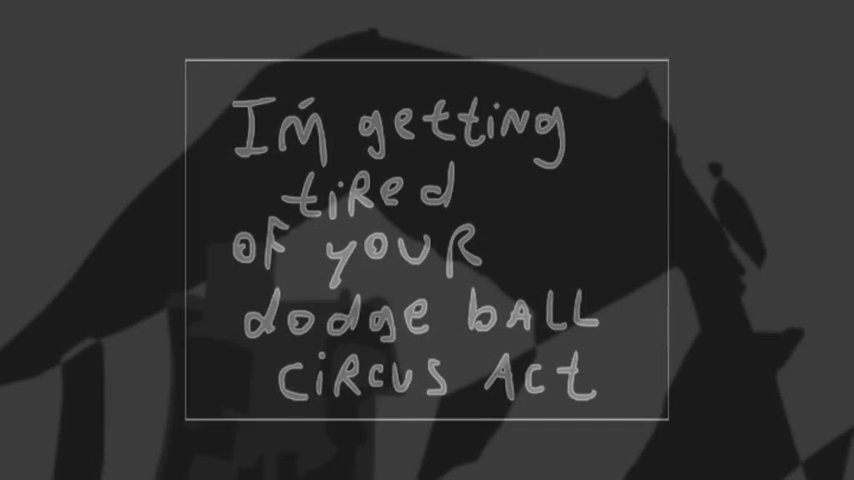 I'm getting
tired
of your
dodge ball
circus act